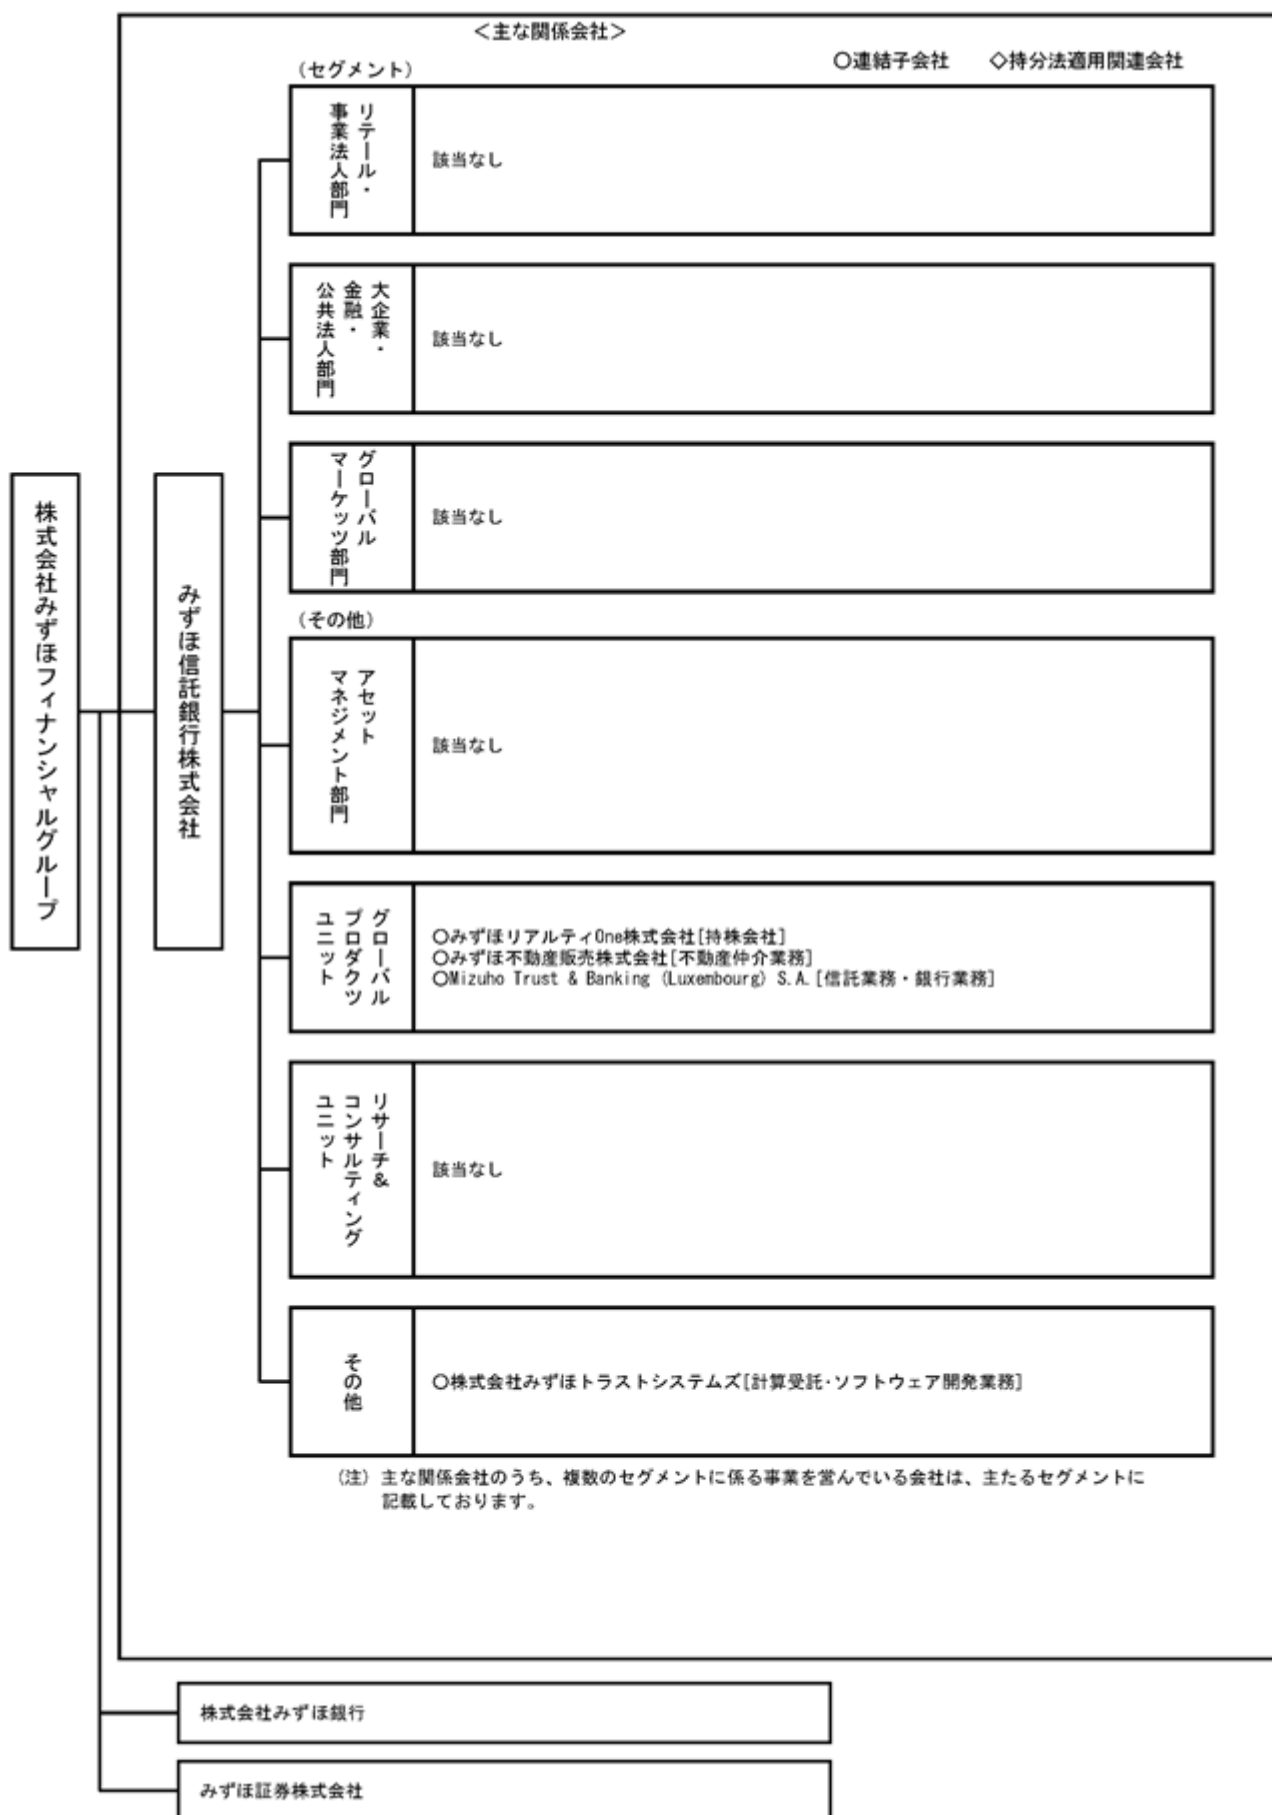 ＜主な関係会社＞
○連結子会社　◇持分法適用関連会社
（セグメント）
リテール・
事業法人部門
該当なし
大企業・
金融・
公共法人部門
該当なし
グローバル
マーケッツ部門
該当なし
株式会社みずほフィナンシャルグループ
みずほ信託銀行株式会社
（その他）
アセット
マネジメント部門
該当なし
グローバル
プロダクツ
ユニット
○みずほリアルティOne株式会社[持株会社]
○みずほ不動産販売株式会社[不動産仲介業務]
○Mizuho Trust & Banking (Luxembourg) S.A.[信託業務・銀行業務]
リサーチ＆
コンサルティング
ユニット
該当なし
その他
○株式会社みずほトラストシステムズ[計算受託・ソフトウェア開発業務]
（注）主な関係会社のうち、複数のセグメントに係る事業を営んでいる会社は、主たるセグメントに
記載しております。
株式会社みずほ銀行
みずほ証券株式会社